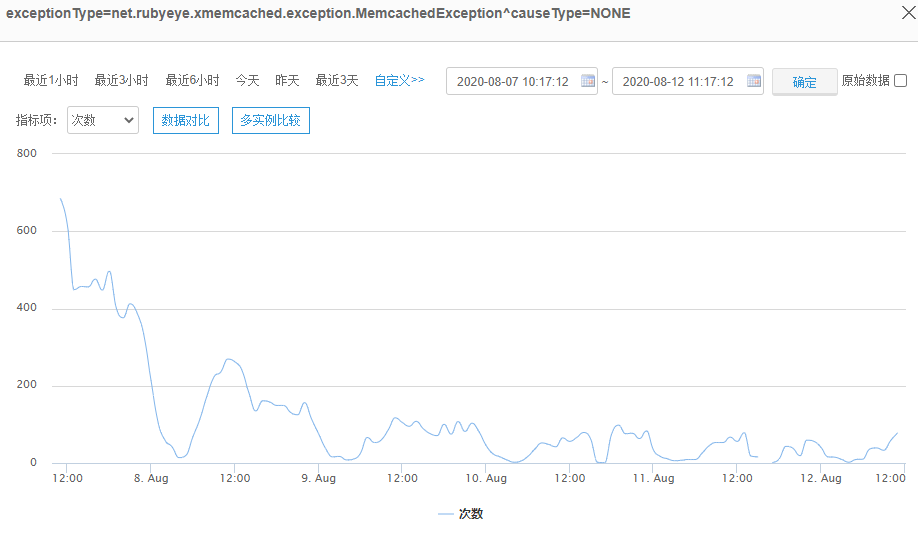 exceptionType=net.rubyeye.xmemcached.exception.MemcachedException^causeType=NONE
最近1小时 最近3小时 最近6小时 今天 昨天 最近3天 自定义>> 2020-08-07 10:17:12 ~ 2020-08-12 11:17:12 确定 原始数据
指标项: 次数 数据对比 多实例比较
800
600
400
200
0
12:00 8. Aug 12:00 9. Aug 12:00 10. Aug 12:00 11. Aug 12:00 12. Aug 12:00
次数